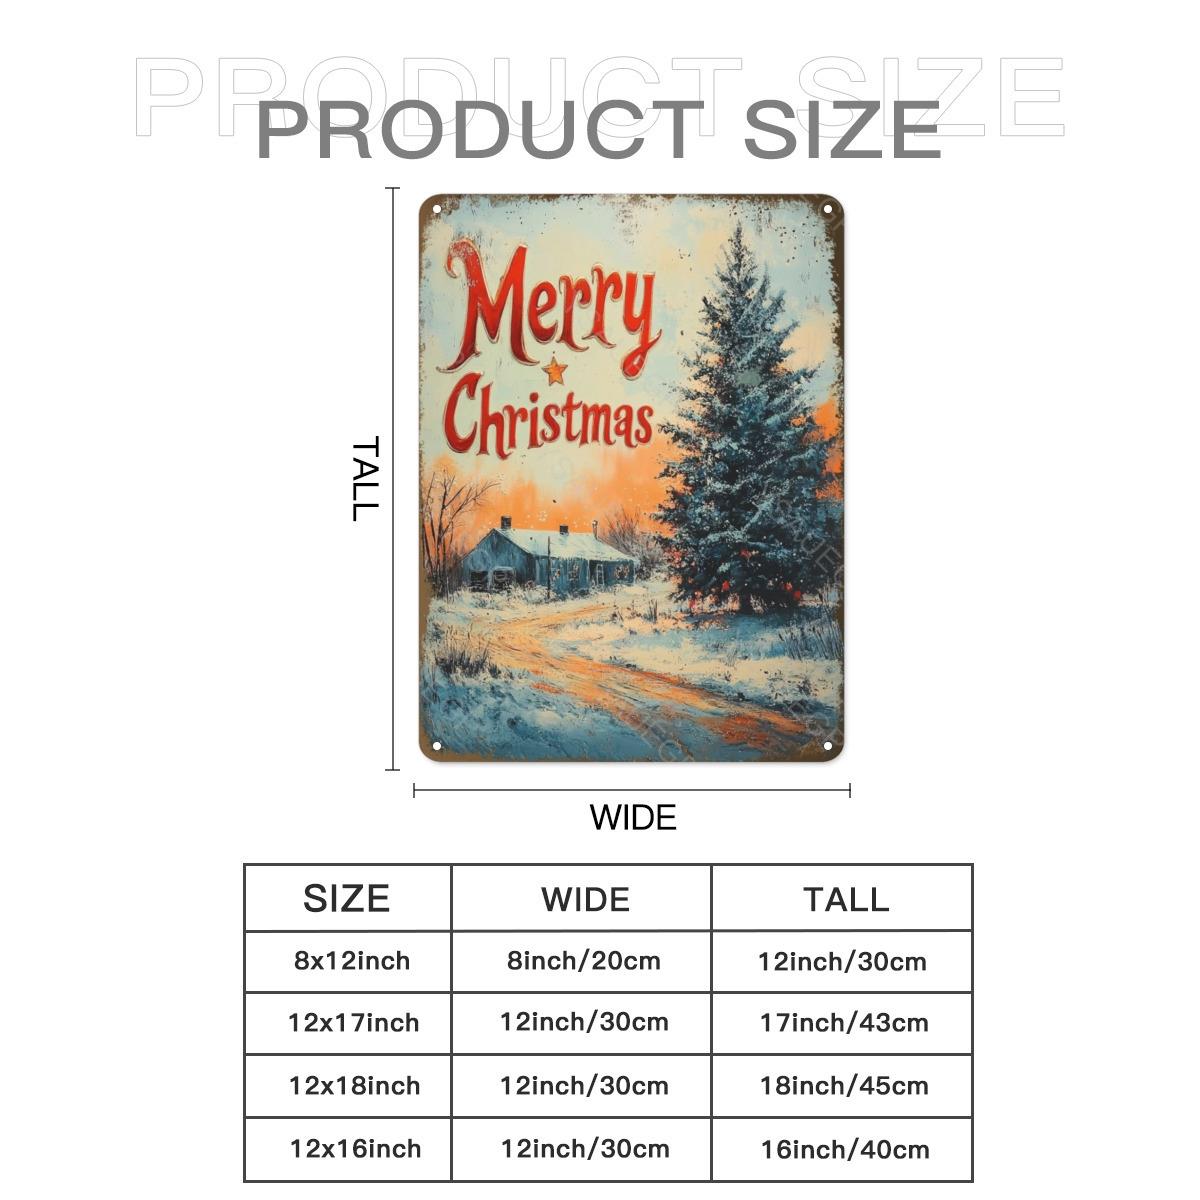 PRODUCT SIZE
PRODUCT SIZE
Merry
Christmas
TALL
WIDE
SIZE WIDE TALL
8x12inch 8inch/20cm 12inch/30cm
12x17inch 12inch/30cm 17inch/43cm
12x18inch 12inch/30cm 18inch/45cm
12x16inch 12inch/30cm 16inch/40cm